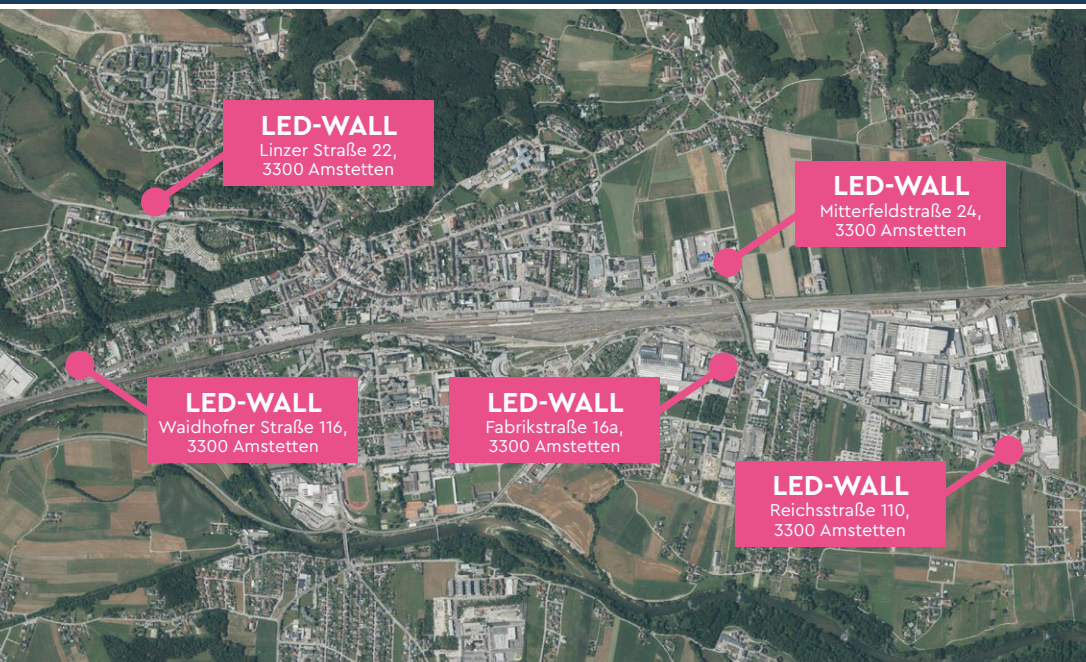 LED-WALL
Linzer Straße 22,
3300 Amstetten
LED-WALL
Mitterfeldstraße 24,
3300 Amstetten
LED-WALL
Waidhofner Straße 116,
3300 Amstetten
LED-WALL
Fabrikstraße 16a,
3300 Amstetten
LED-WALL
Reichsstraße 110,
3300 Amstetten